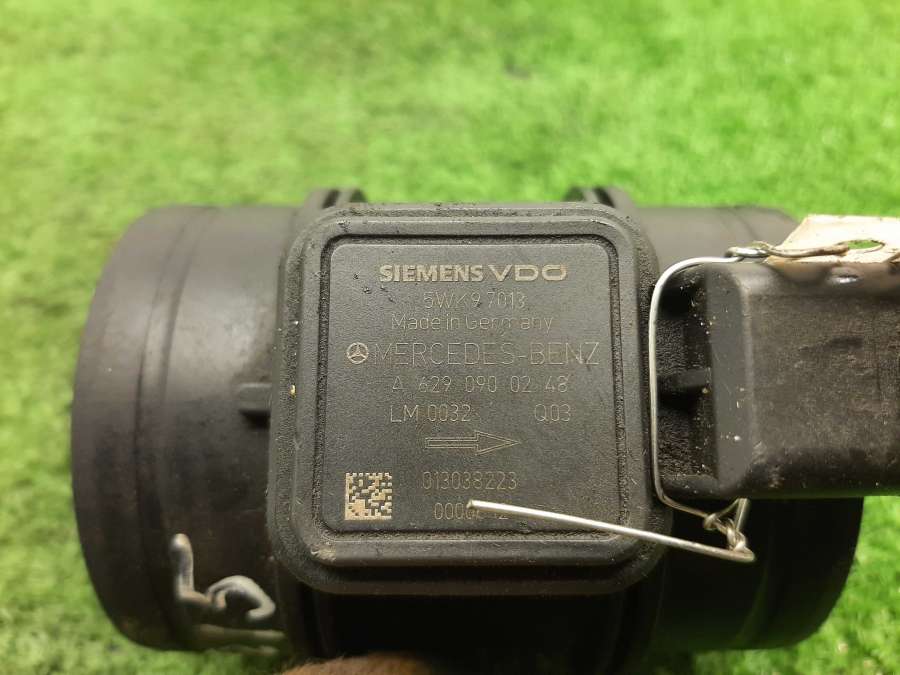 SIEMENS VDO
5WK9 7013
Made in Germany
MERCEDES-BENZ
A 629 090 02 48
LM 0032 Q03
013038223